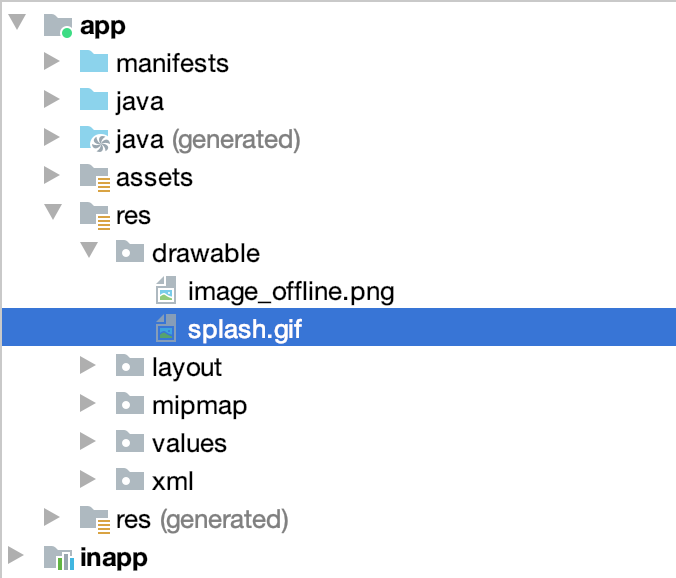 app
manifests
java
java (generated)
assets
res
drawable
image_offline.png
splash.gif
layout
mipmap
values
xml
res (generated)
inapp